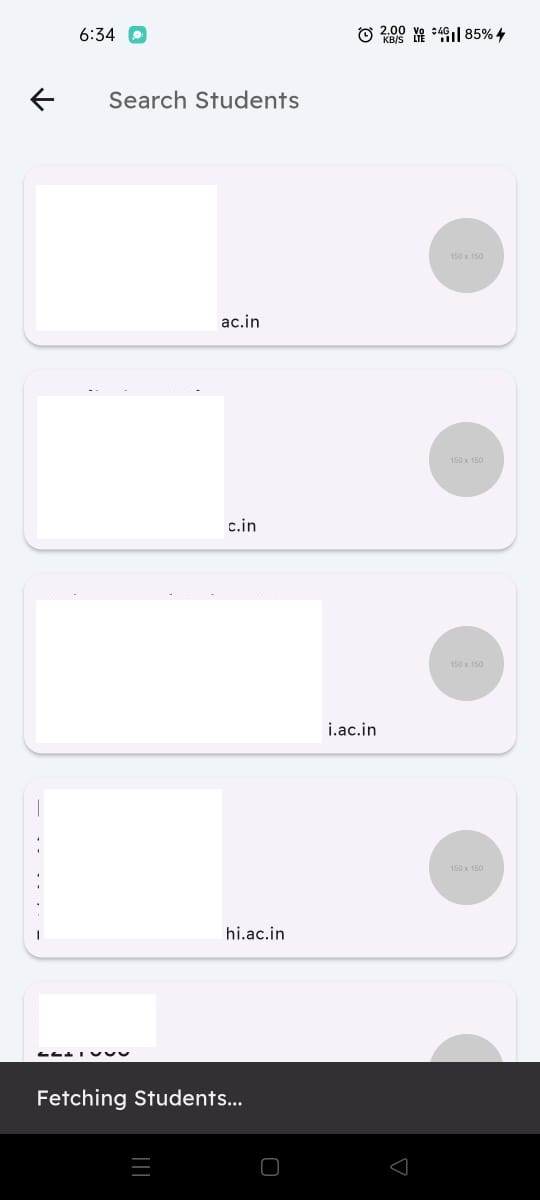 6:34
2.00 KB/S
Vo LTE
4G
85%
Search Students
150 x 150
ac.in
150 x 150
c.in
150 x 150
i.ac.in
150 x 150
hi.ac.in
Fetching Students...